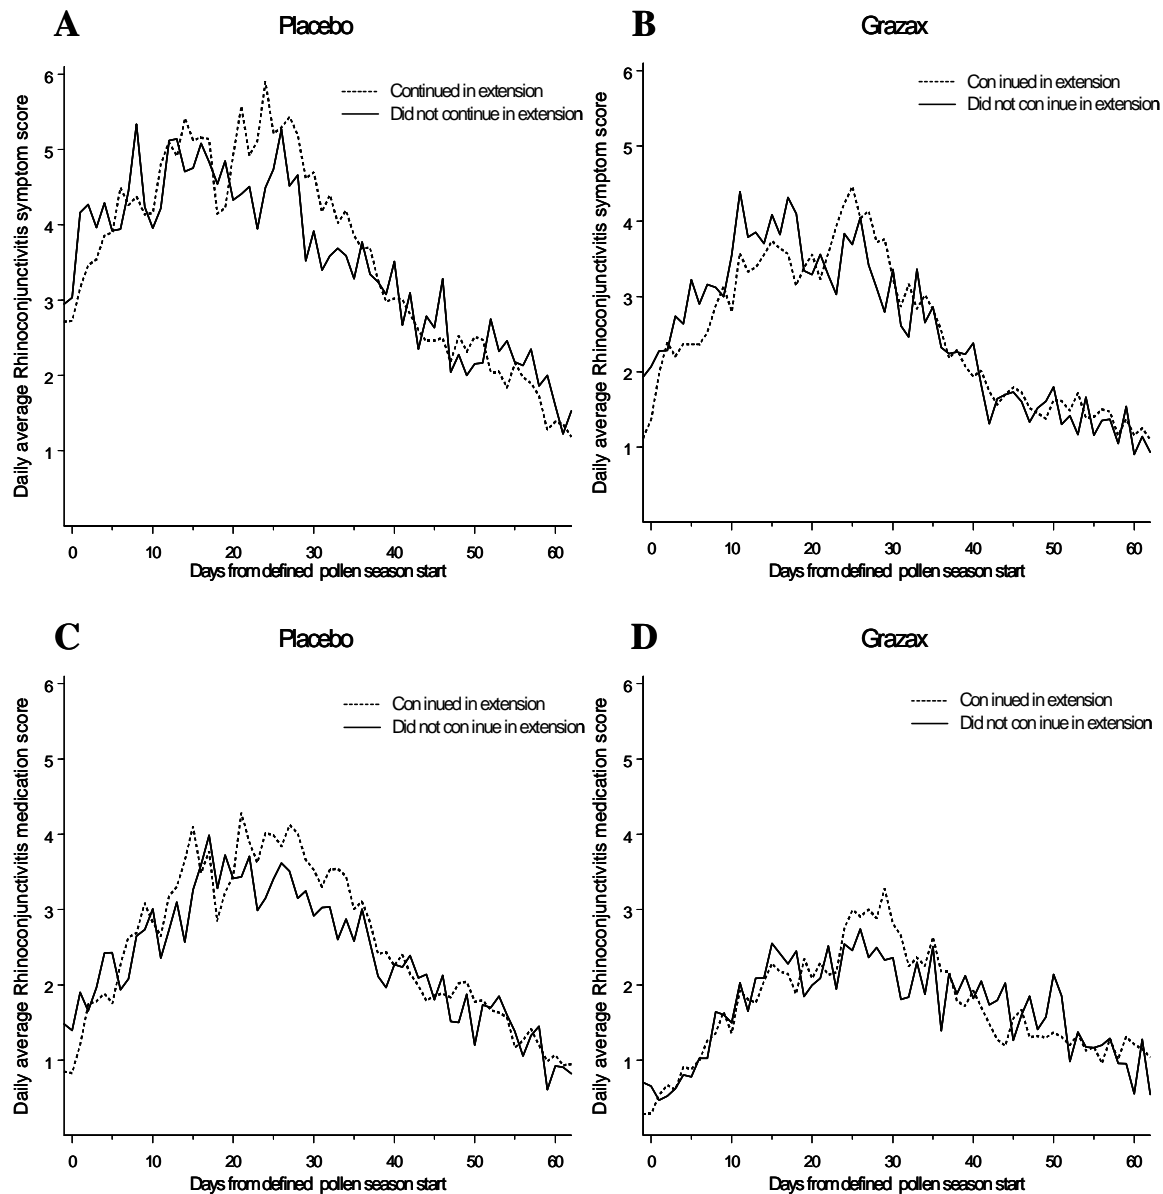 A
Placebo
Daily average Rhinoconjunctivitis symptom score
6
5
4
3
2
1
Continued in extension
Did not continue in extension
0 10 20 30 40 50 60
Days from defined pollen season start
B
Grazax
Daily average Rhinoconjunctivitis symptom score
6
5
4
3
2
1
Con inued in extension
Did not con inue in extension
0 10 20 30 40 50 60
Days from defined pollen season start
C
Placebo
Daily average Rhinoconjunctivitis medication score
6
5
4
3
2
1
Con inued in extension
Did not con inue in extension
0 10 20 30 40 50 60
Days from defined pollen season start
D
Grazax
Daily average Rhinoconjunctivitis medication score
6
5
4
3
2
1
Con inued in extension
Did not con inue in extension
0 10 20 30 40 50 60
Days from defined pollen season start